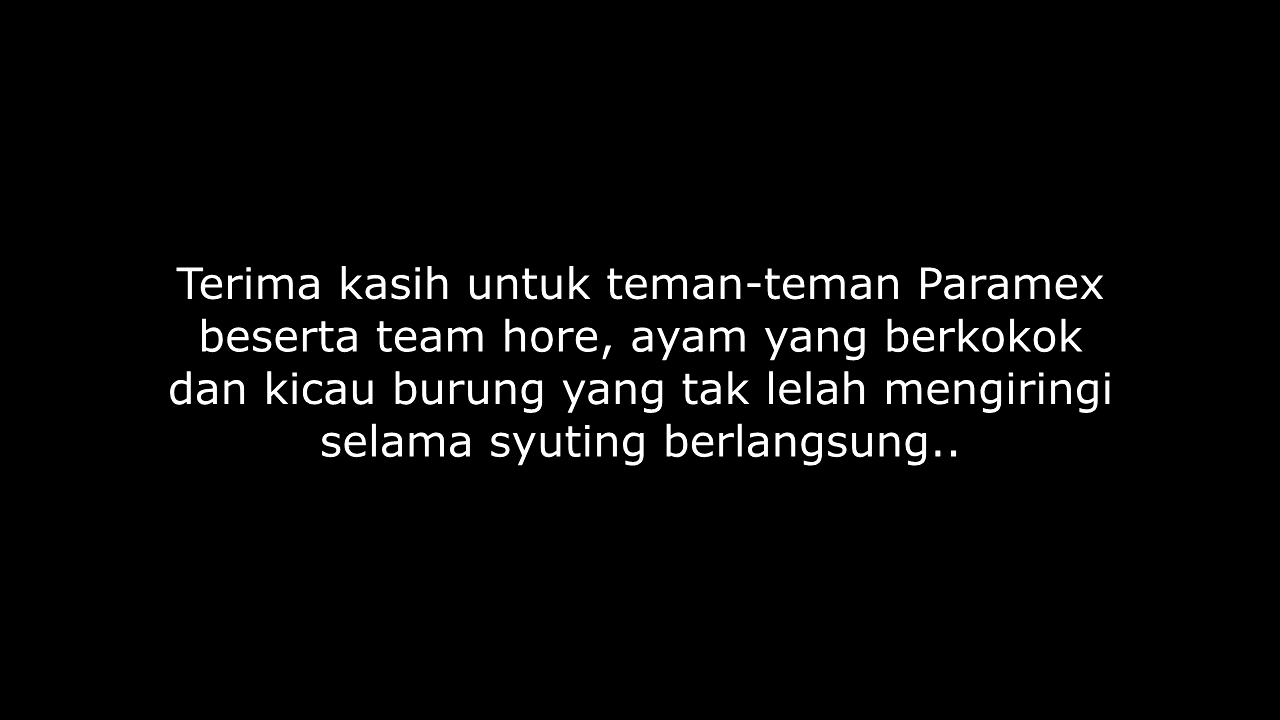 Terima kasih untuk teman-teman Paramex
beserta team hore, ayam yang berkokok
dan kicau burung yang tak lelah mengiringi
selama syuting berlangsung..